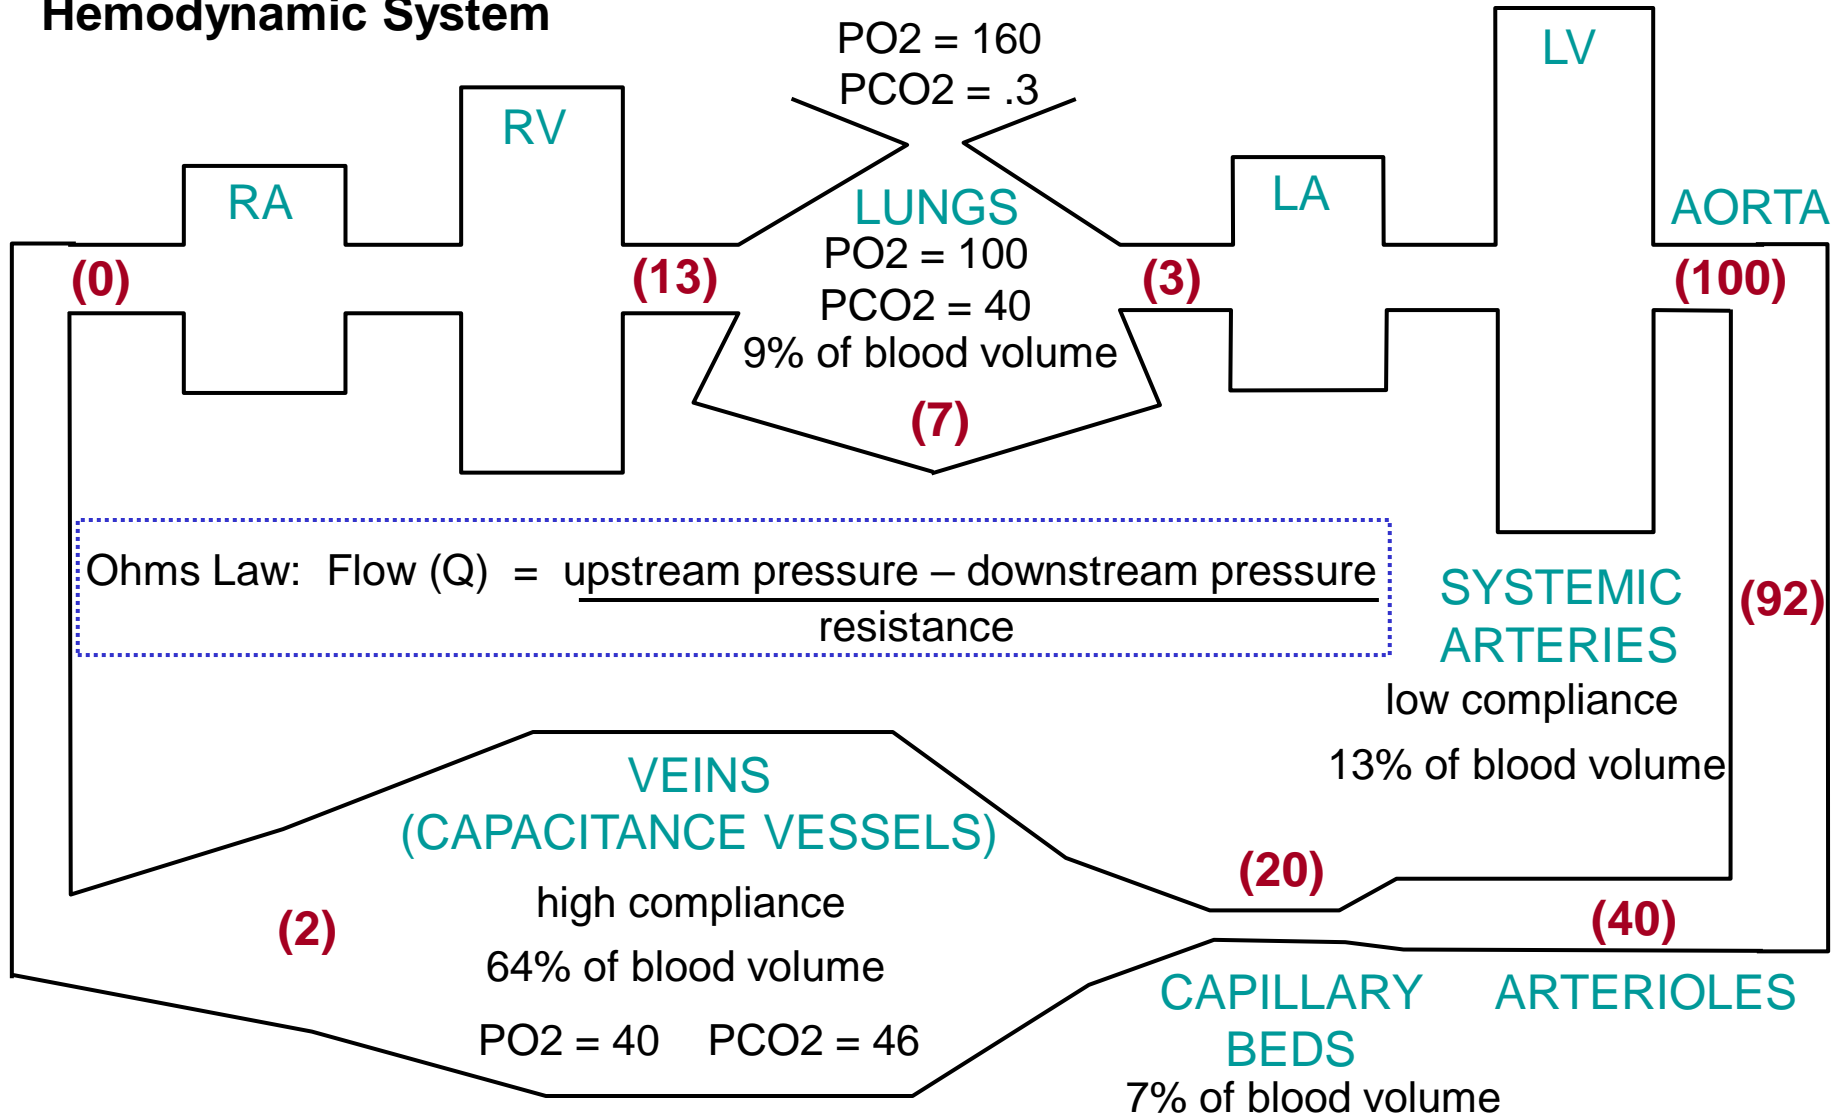 Hemodynamic System
PO2 = 160
PCO2 = .3
LV
RV
RA
LA
LUNGS
AORTA
PO2 = 100
(0)
(13)
(3)
(100)
PCO2 = 40
9% of blood volume
(7)
Ohms Law: Flow (Q) = upstream pressure – downstream pressure
resistance
SYSTEMIC
ARTERIES
(92)
low compliance
13% of blood volume
VEINS
(CAPACITANCE VESSELS)
high compliance
64% of blood volume
PO2 = 40 PCO2 = 46
(2)
(20)
(40)
CAPILLARY
BEDS
7% of blood volume
ARTERIOLES